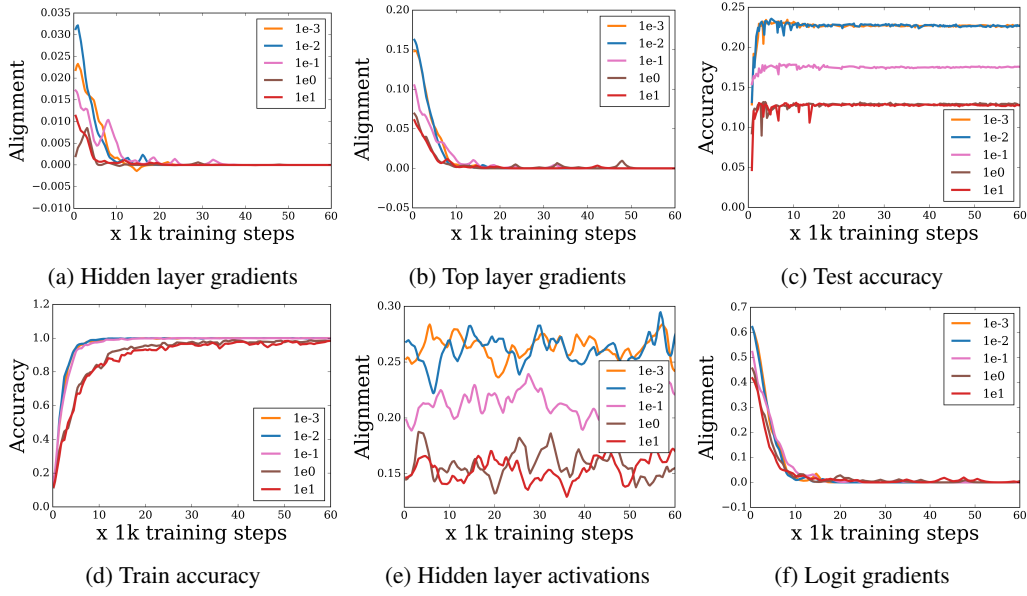 0.035
0.030
0.025
0.020
0.015
0.010
0.005
0.000
−0.005
−0.010
Alignment
1e-3
1e-2
1e-1
1e0
1e1
0 10 20 30 40 50 60
x 1k training steps
(a) Hidden layer gradients
0.20
0.15
0.10
0.05
0.00
−0.05
Alignment
1e-3
1e-2
1e-1
1e0
1e1
0 10 20 30 40 50 60
x 1k training steps
(b) Top layer gradients
0.25
0.20
0.15
0.10
0.05
0.00
Accuracy
1e-3
1e-2
1e-1
1e0
1e1
0 10 20 30 40 50 60
x 1k training steps
(c) Test accuracy
1.2
1.0
0.8
0.6
0.4
0.2
0.0
Accuracy
1e-3
1e-2
1e-1
1e0
1e1
0 10 20 30 40 50 60
x 1k training steps
(d) Train accuracy
0.30
0.25
0.20
0.15
Alignment
1e-3
1e-2
1e-1
1e0
1e1
0 10 20 30 40 50 60
x 1k training steps
(e) Hidden layer activations
0.7
0.6
0.5
0.4
0.3
0.2
0.1
0.0
−0.1
Alignment
1e-3
1e-2
1e-1
1e0
1e1
0 10 20 30 40 50 60
x 1k training steps
(f) Logit gradients